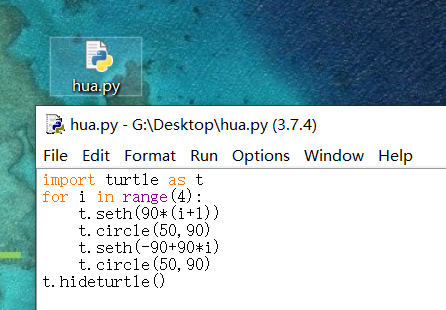 hua.py
hua.py - G:\Desktop\hua.py (3.7.4)
File Edit Format Run Options Window Help
import turtle as t
for i in range(4):
    t.seth(90*(i+1))
    t.circle(50,90)
    t.seth(-90+90*i)
    t.circle(50,90)
t.hideturtle()